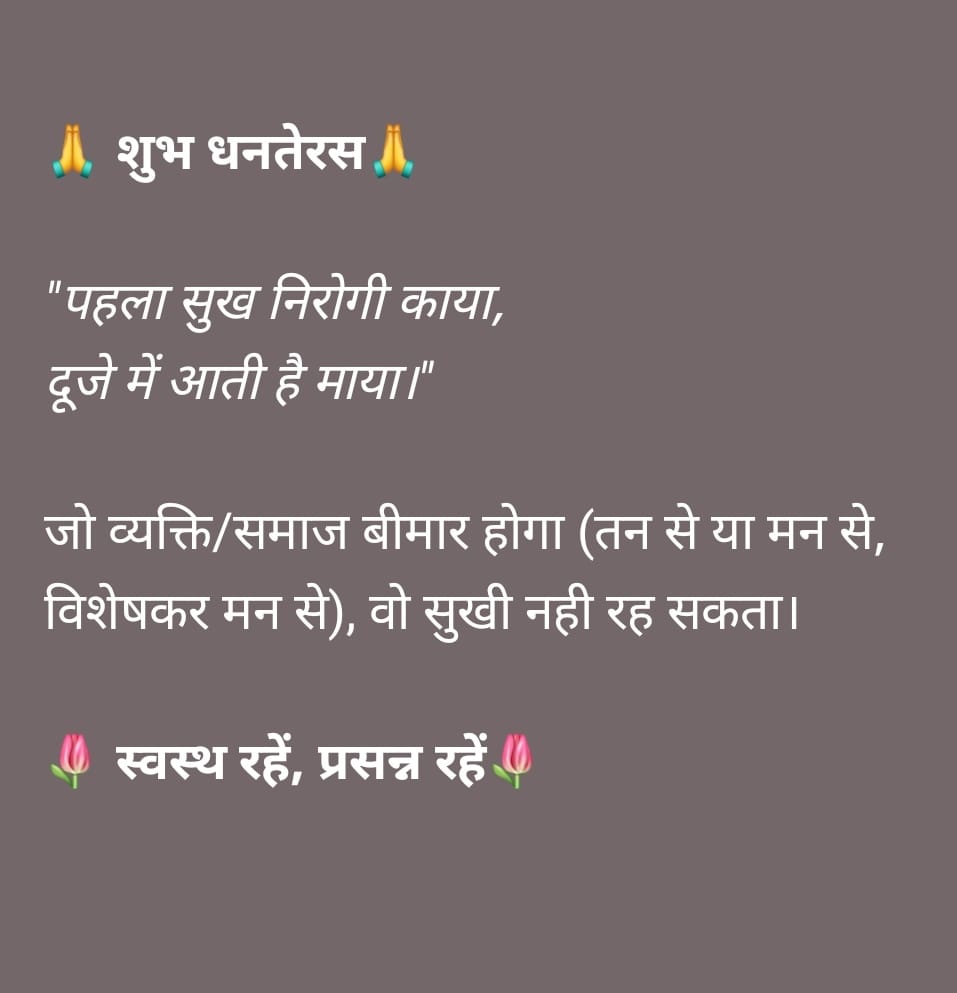 🙏 शुभ धनतेरस🙏
"पहला सुख निरोगी काया,
दूजे में आती है माया।"
जो व्यक्ति/समाज बीमार होगा (तन से या मन से,
विशेषकर मन से), वो सुखी नही रह सकता।
🌷 स्वस्थ रहें, प्रसन्न रहें🌷